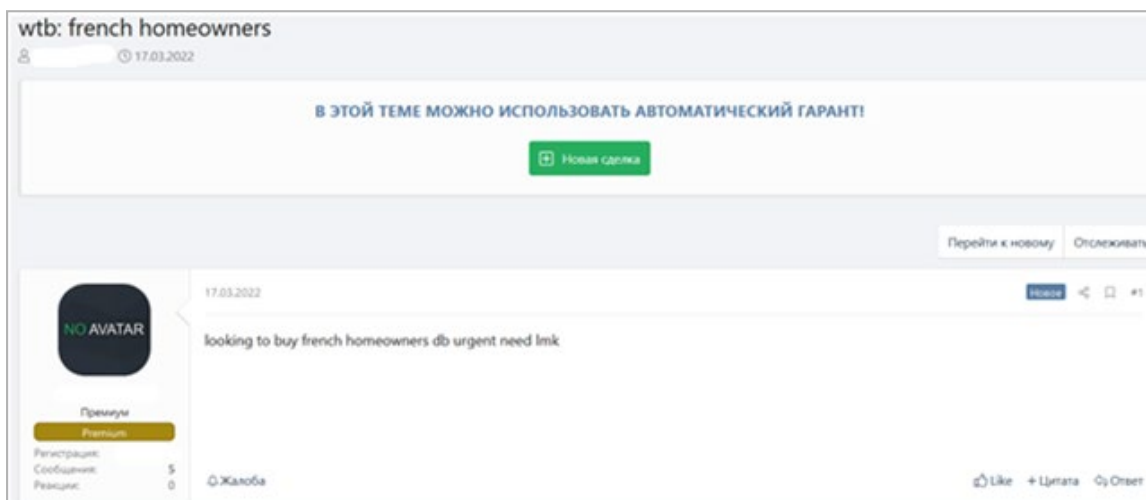 wtb: french homeowners
17.03.2022
В ЭТОЙ ТЕМЕ МОЖНО ИСПОЛЬЗОВАТЬ АВТОМАТИЧЕСКИЙ ГАРАНТ!
Новая сделка
Перейти к новому Отслеживать
17.03.2022 Новое #1
NO AVATAR
looking to buy french homeowners db urgent need lmk
Премиум
Premium
Регистрация:
Сообщения: 5
Реакции: 0
Жалоба Like + Цитата Ответ